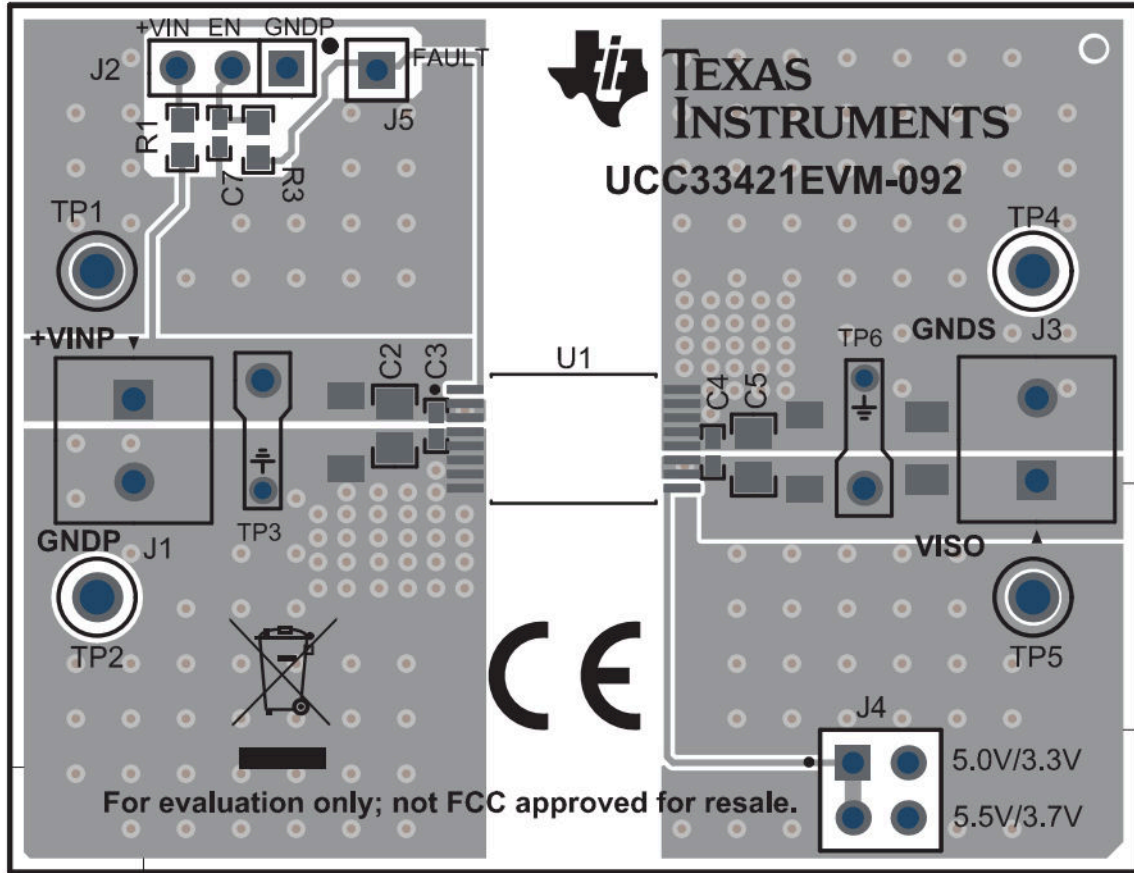 +VIN EN GNDP
J2
FAULT
J5
R1
C7
R3
TEXAS
INSTRUMENTS
UCC33421EVM-092
TP1
TP4
+VINP
GNDS
J3
TP6
U1
C2
C3
C4
C5
TP3
GNDP
J1
VISO
TP2
TP5
CE
J4
5.0V/3.3V
5.5V/3.7V
For evaluation only; not FCC approved for resale.